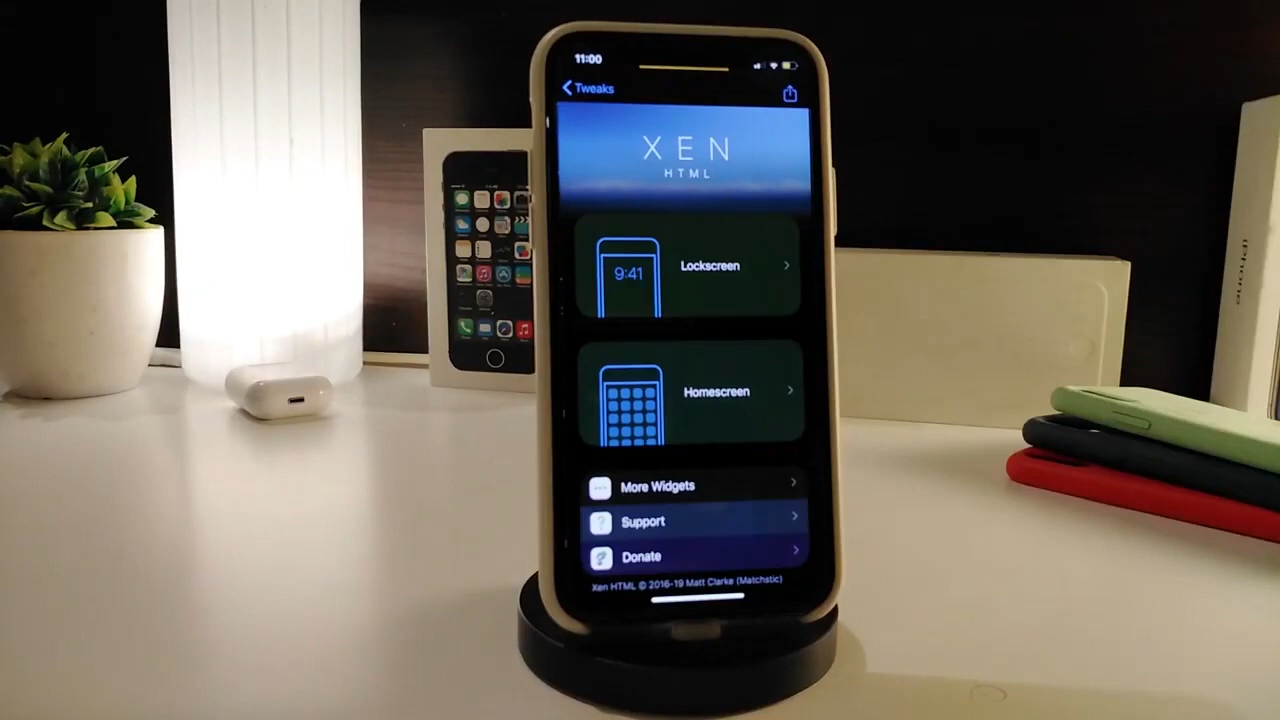 11:00
Tweaks
XEN
HTML
9:41
Lockscreen
Homescreen
More Widgets
Support
Donate
Xen HTML © 2016-19 Matt Clarke (Matchstic)
iPhone